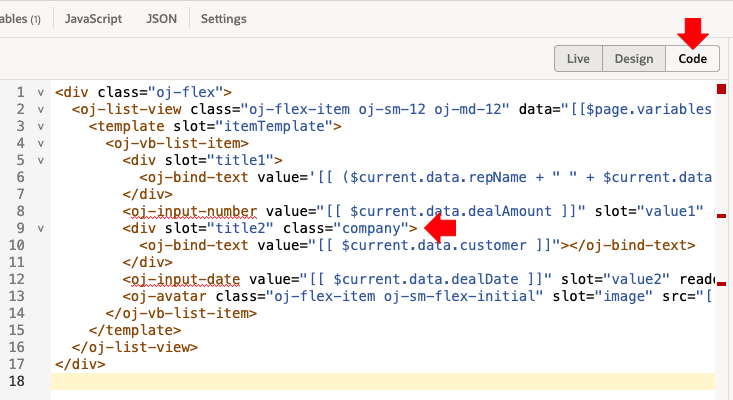 ables (1) JavaScript JSON Settings
Live Design Code
1 <div class="oj-flex">
2 <oj-list-view class="oj-flex-item oj-sm-12 oj-md-12" data="[[$page.variables
3 <template slot="itemTemplate">
4 <oj-vb-list-item>
5 <div slot="title1">
6 <oj-bind-text value='[[ ($current.data.repName + " " + $current.data
7 </div>
8 <oj-input-number value="[[ $current.data.dealAmount ]]" slot="value1"
9 <div slot="title2" class="company">
10 <oj-bind-text value="[[ $current.data.customer ]]"></oj-bind-text>
11 </div>
12 <oj-input-date value="[[ $current.data.dealDate ]]" slot="value2" reado
13 <oj-avatar class="oj-flex-item oj-sm-flex-initial" slot="image" src="[
14 </oj-vb-list-item>
15 </template>
16 </oj-list-view>
17 </div>
18